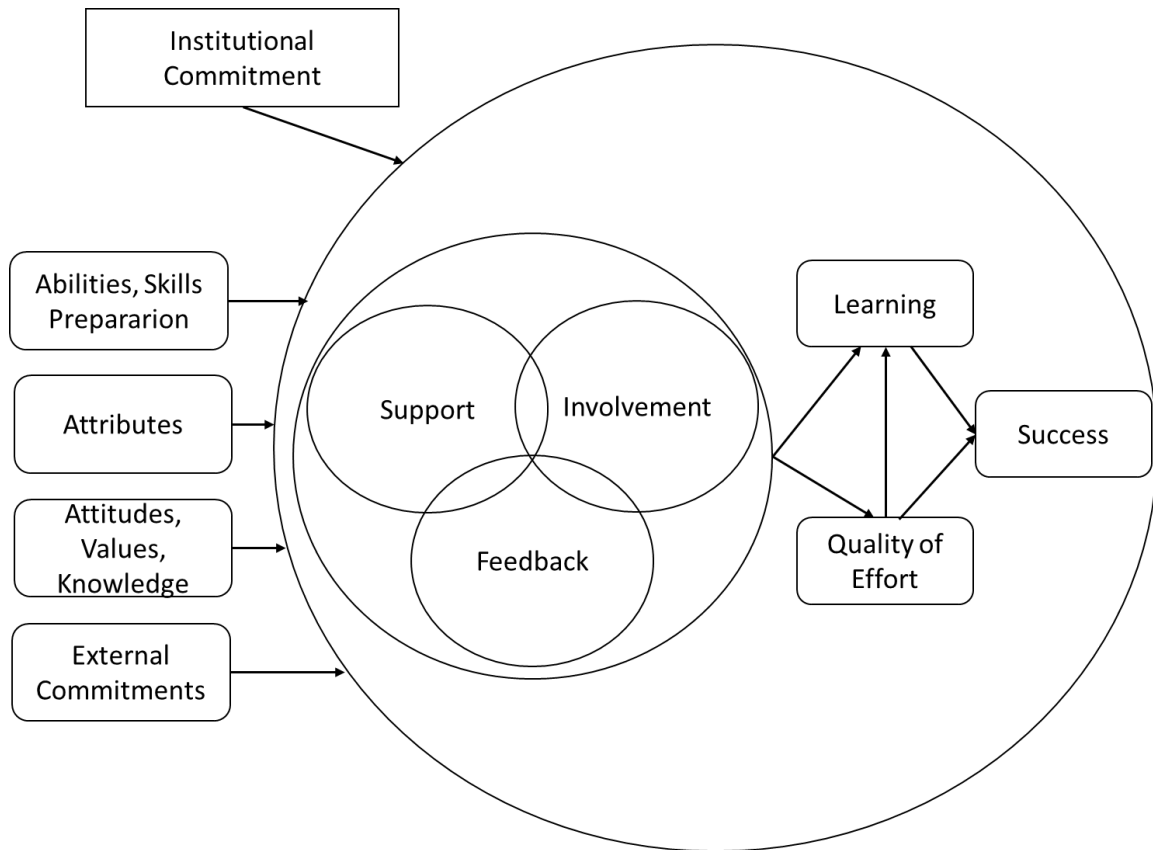 Institutional
Commitment
Abilities, Skills
Prepararion
Attributes
Attitudes,
Values,
Knowledge
External
Commitments
Support
Involvement
Feedback
Learning
Quality of
Effort
Success